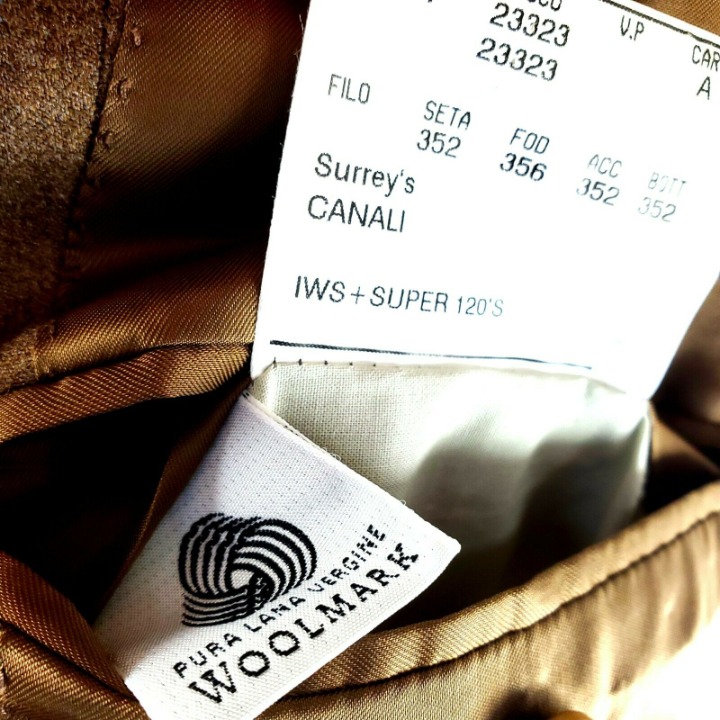 23323 V.P CAR
23323 A
FILO SETA FOD ACC BOTT
352 356 352 352
Surrey's
CANALI
IWS + SUPER 120'S
PURA LANA VERGINE
WOOLMARK